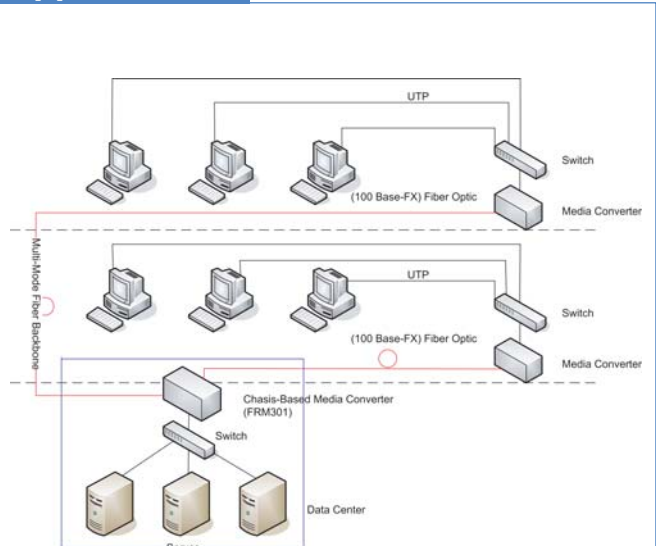 UTP
Switch
(100 Base-FX) Fiber Optic
Media Converter
Multi-Mode Fiber Backbone
UTP
Switch
(100 Base-FX) Fiber Optic
Media Converter
Chasis-Based Media Converter
(FRM301)
Switch
Data Center